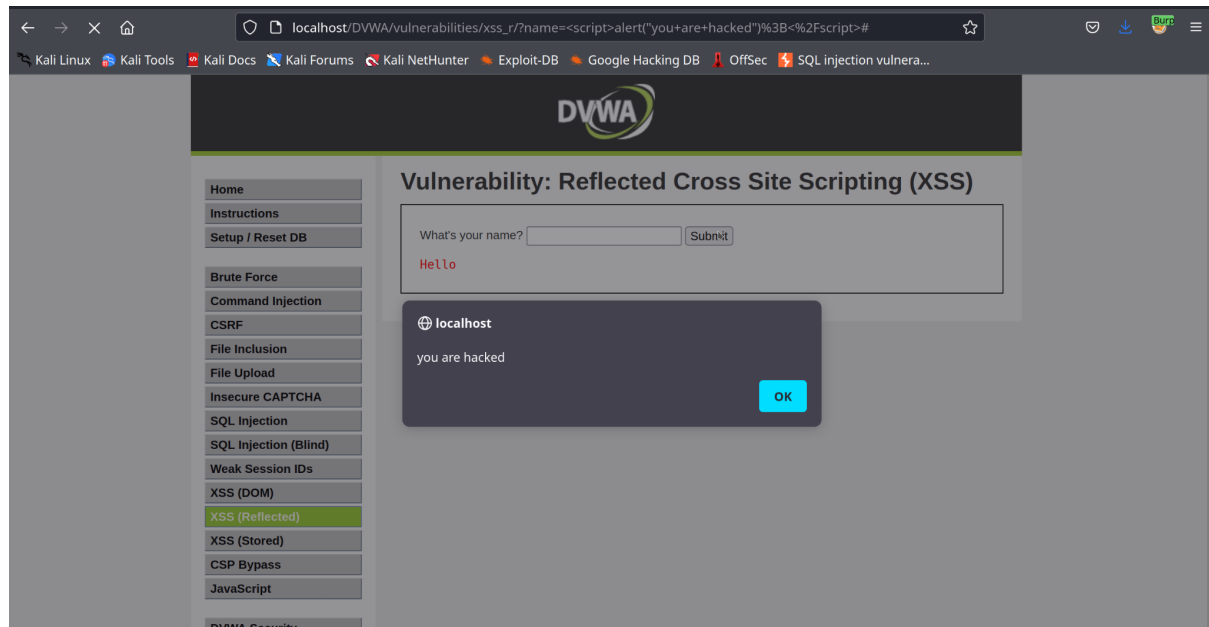 localhost/DVWA/vulnerabilities/xss_r/?name=<script>alert("you+are+hacked")%3B<%2Fscript>#
Burp
Kali Linux Kali Tools Kali Docs Kali Forums Kali NetHunter Exploit-DB Google Hacking DB OffSec SQL injection vulnera...
DVWA
Home
Instructions
Setup / Reset DB
Brute Force
Command Injection
CSRF
File Inclusion
File Upload
Insecure CAPTCHA
SQL Injection
SQL Injection (Blind)
Weak Session IDs
XSS (DOM)
XSS (Reflected)
XSS (Stored)
CSP Bypass
JavaScript
DVWA Security
Vulnerability: Reflected Cross Site Scripting (XSS)
What's your name? Submit
Hello
localhost
you are hacked
OK